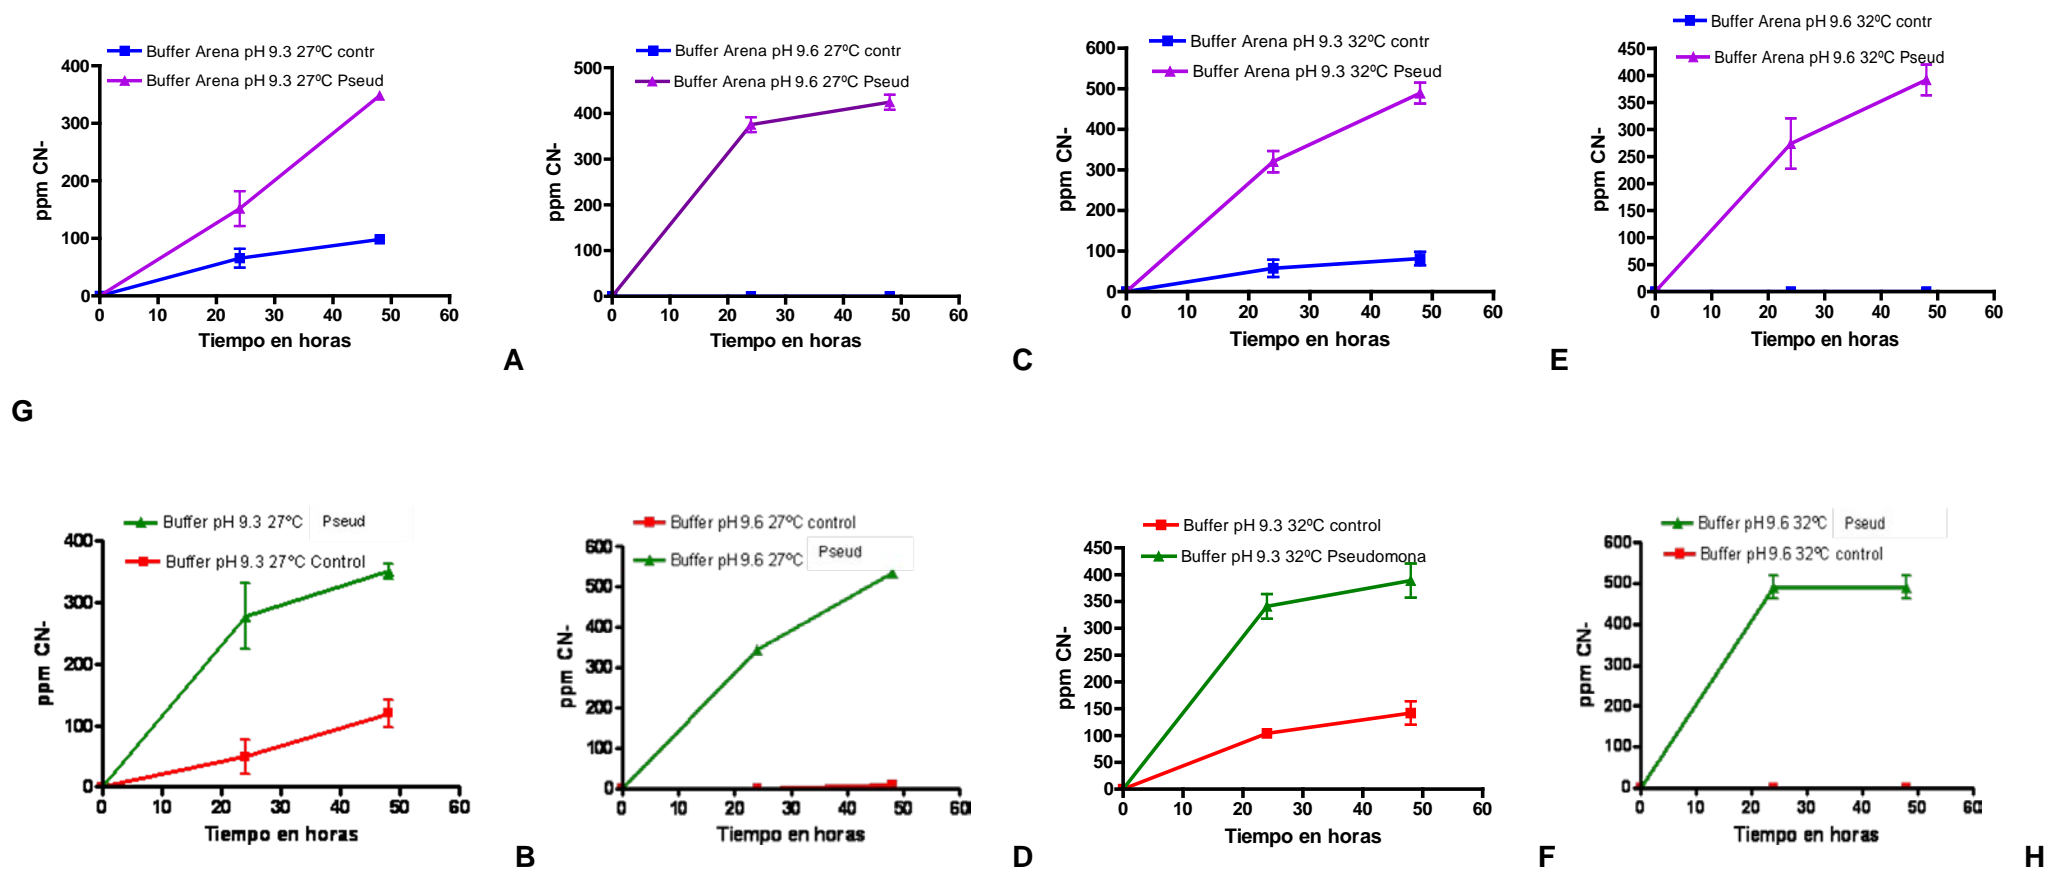 Buffer Arena pH 9.3 27ºC contr
Buffer Arena pH 9.3 27ºC Pseud
400
300
200
100
0
ppm CN-
0 10 20 30 40 50 60
Tiempo en horas
A
Buffer Arena pH 9.6 27ºC contr
Buffer Arena pH 9.6 27ºC Pseud
500
400
300
200
100
0
ppm CN-
0 10 20 30 40 50 60
Tiempo en horas
C
Buffer Arena pH 9.3 32ºC contr
Buffer Arena pH 9.3 32ºC Pseud
600
500
400
300
200
100
0
ppm CN-
0 10 20 30 40 50 60
Tiempo en horas
E
Buffer Arena pH 9.6 32ºC contr
Buffer Arena pH 9.6 32ºC Pseud
450
400
350
300
250
200
150
100
50
0
ppm CN-
0 10 20 30 40 50 60
Tiempo en horas
G
Buffer pH 9.3 27ºC Pseud
Buffer pH 9.3 27ºC Control
400
300
200
100
0
ppm CN-
0 10 20 30 40 50 60
Tiempo en horas
B
Buffer pH 9.6 27ºC control
Buffer pH 9.6 27ºC Pseud
600
500
400
300
200
100
0
ppm CN-
0 10 20 30 40 50 60
Tiempo en horas
D
Buffer pH 9.3 32ºC control
Buffer pH 9.3 32ºC Pseudomona
450
400
350
300
250
200
150
100
50
0
ppm CN-
0 10 20 30 40 50 60
Tiempo en horas
F
Buffer pH 9.6 32ºC Pseud
Buffer pH 9.6 32ºC control
600
500
400
300
200
100
0
ppm CN-
0 10 20 30 40 50 60
Tiempo en horas
H